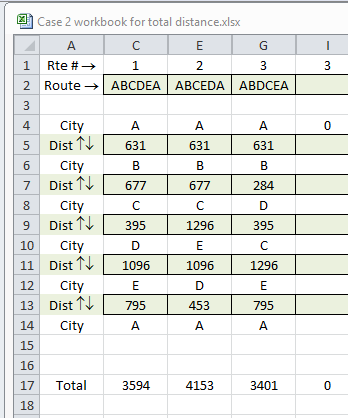 Case 2 workbook for total distance.xlsx
A C E G I
1 Rte # → 1 2 3 3
2 Route → ABCDEA ABCEDA ABDCEA
3
4 City A A A 0
5 Dist ↑↓ 631 631 631
6 City B B B
7 Dist ↑↓ 677 677 284
8 City C C D
9 Dist ↑↓ 395 1296 395
10 City D E C
11 Dist ↑↓ 1096 1096 1296
12 City E D E
13 Dist ↑↓ 795 453 795
14 City A A A
15
16
17 Total 3594 4153 3401 0
18